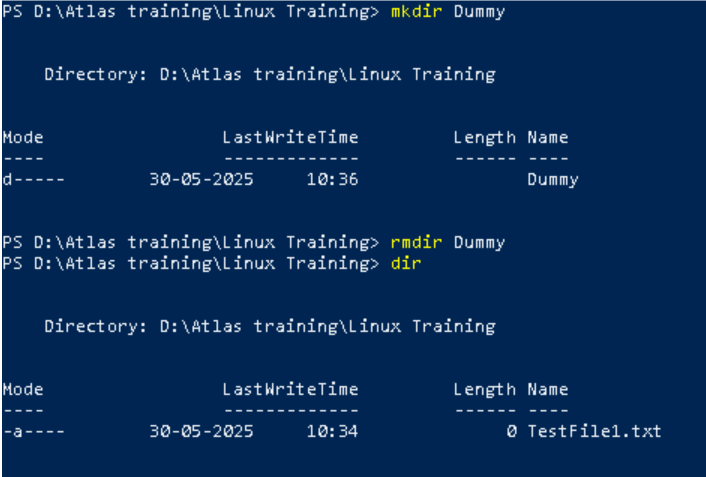 PS D:\Atlas training\Linux Training> mkdir Dummy
Directory: D:\Atlas training\Linux Training
Mode LastWriteTime Length Name
---- ------------- ------ ----
d----- 30-05-2025 10:36 Dummy
PS D:\Atlas training\Linux Training> rmdir Dummy
PS D:\Atlas training\Linux Training> dir
Directory: D:\Atlas training\Linux Training
Mode LastWriteTime Length Name
---- ------------- ------ ----
-a---- 30-05-2025 10:34 0 TestFile1.txt